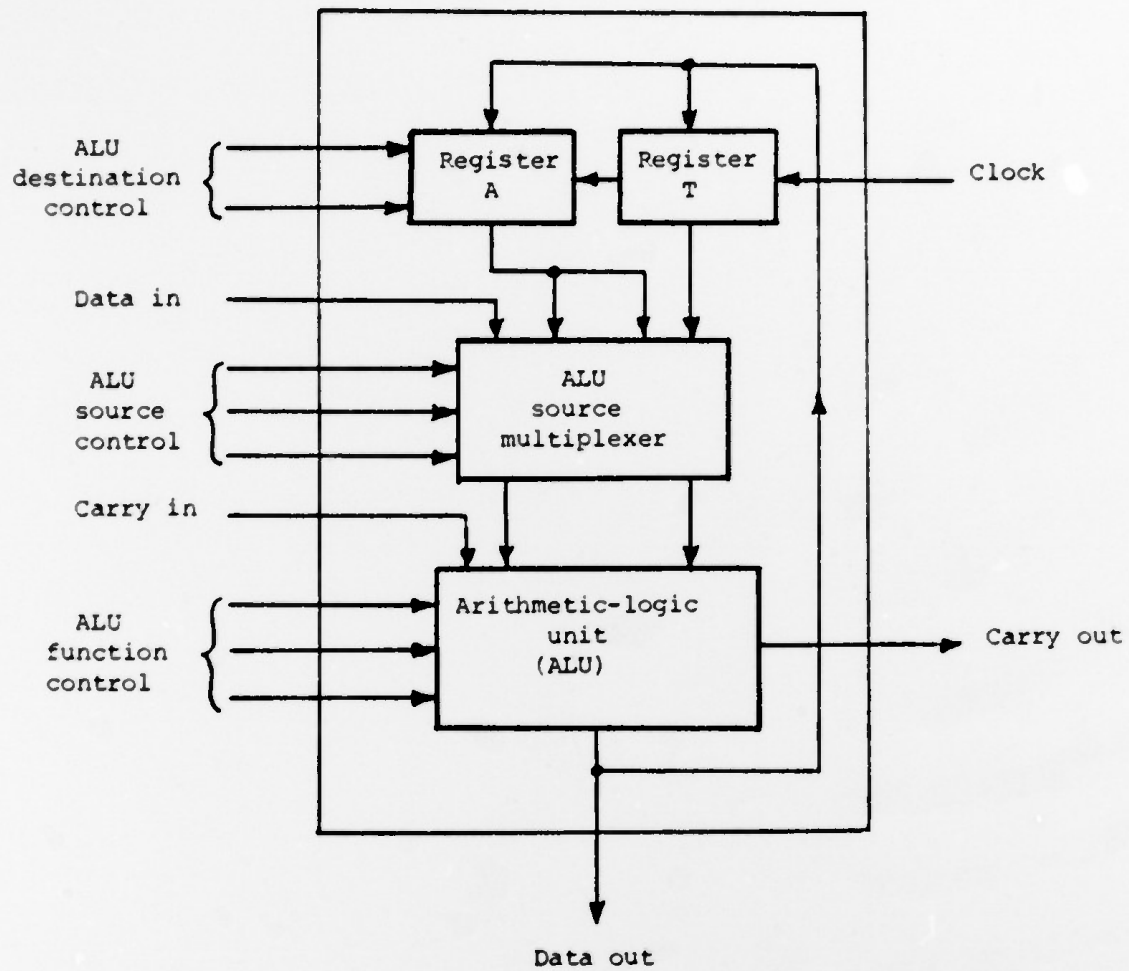 ALU
destination
control
Register
A
Register
T
Clock
Data in
ALU
source
control
ALU
source
multiplexer
Carry in
ALU
function
control
Arithmetic-logic
unit
(ALU)
Carry out
Data out